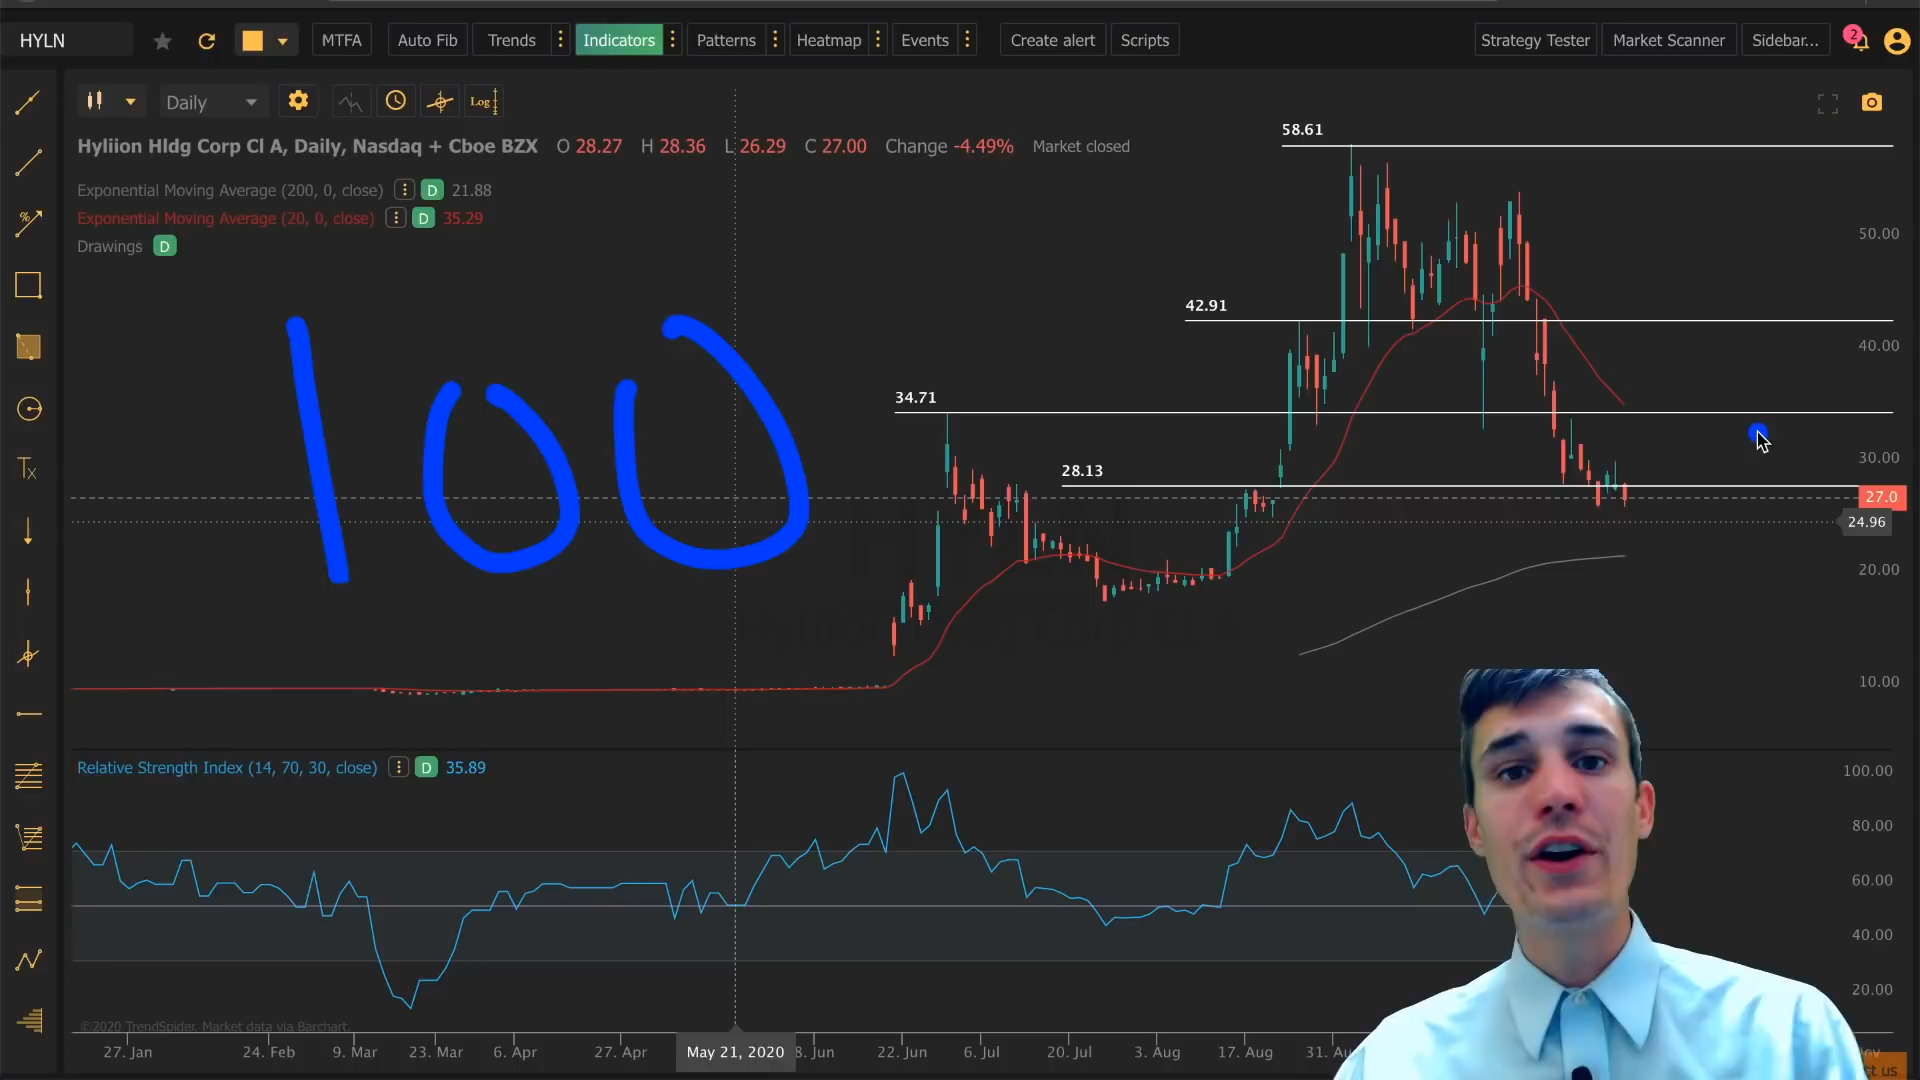 HYLN MTFA Auto Fib Trends Indicators Patterns Heatmap Events Create alert Scripts Strategy Tester Market Scanner Sidebar... 2
Daily Log
Hyliion Hldg Corp Cl A, Daily, Nasdaq + Cboe BZX O 28.27 H 28.36 L 26.29 C 27.00 Change -4.49% Market closed
Exponential Moving Average (200, 0, close) D 21.88
Exponential Moving Average (20, 0, close) D 35.29
Drawings D
58.61
50.00
42.91
40.00
34.71
100
30.00
28.13
27.0
24.96
20.00
10.00
Relative Strength Index (14, 70, 30, close) D 35.89
100.00
80.00
60.00
40.00
20.00
©2020 TrendSpider. Market data via Barchart.
27. Jan 24. Feb 9. Mar 23. Mar 6. Apr 27. Apr May 21, 2020 8. Jun 22. Jun 6. Jul 20. Jul 3. Aug 17. Aug 31. Au
%
Tx